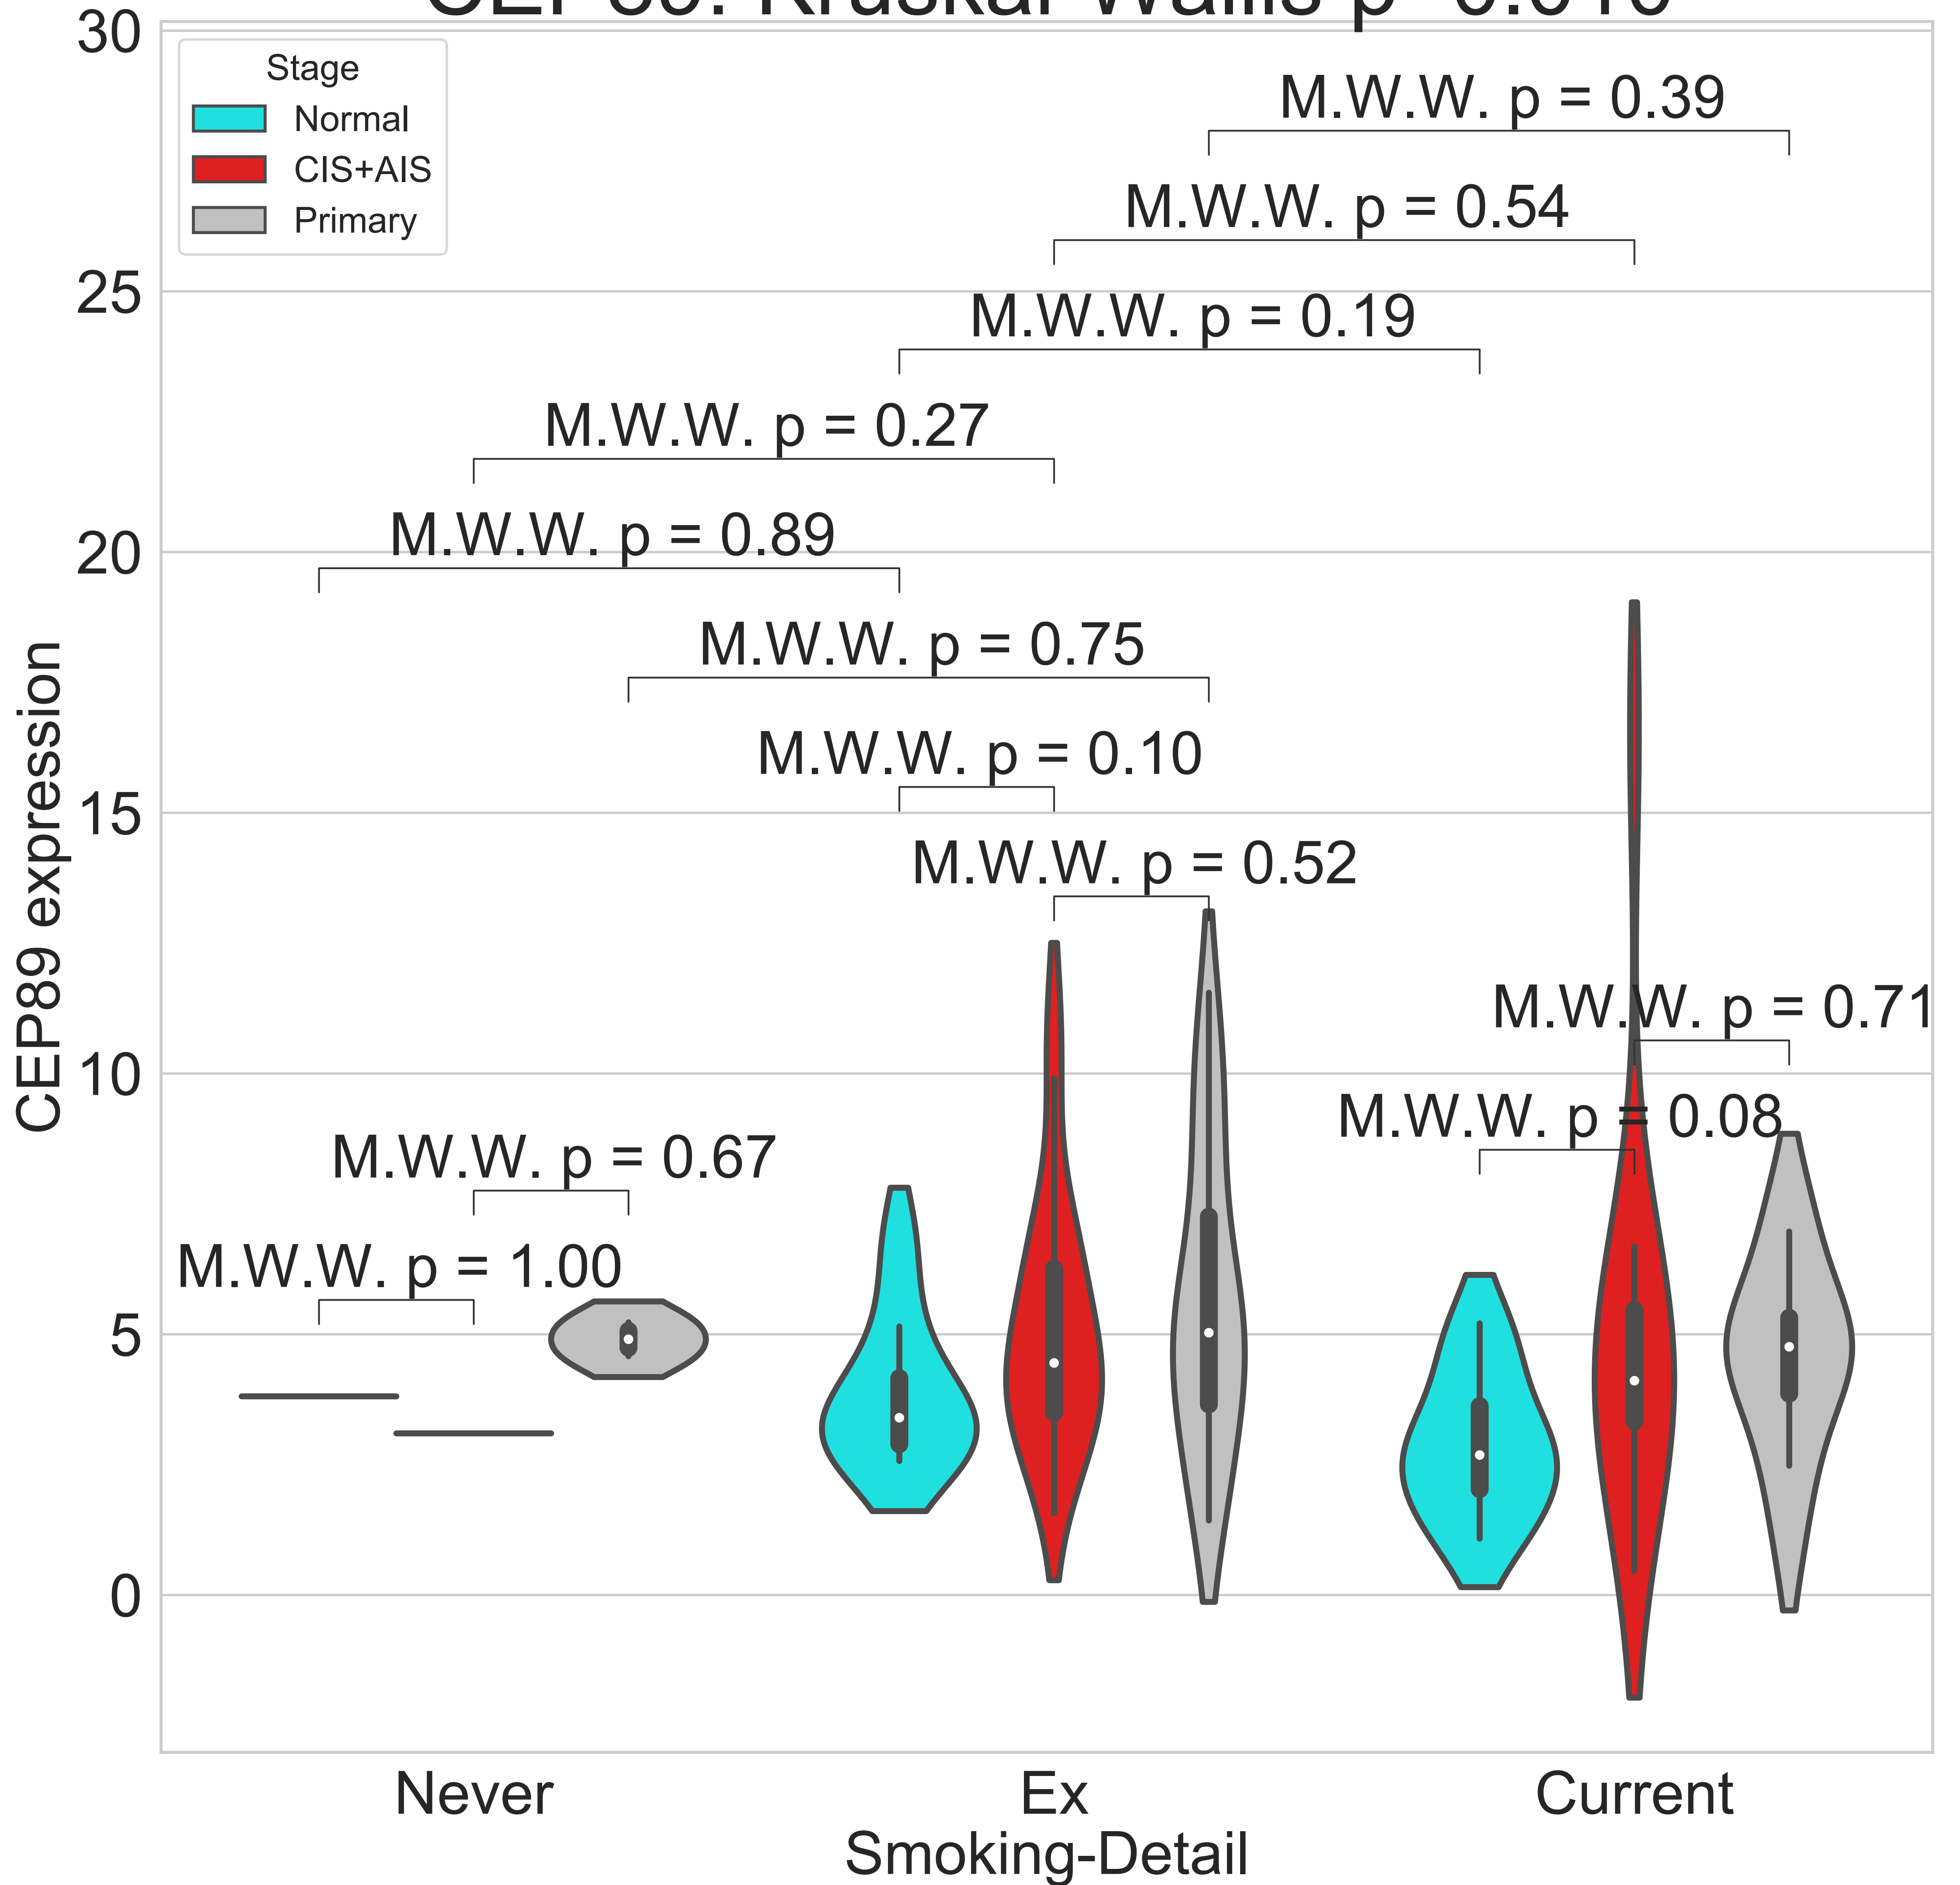 30
Stage
Normal
CIS+AIS
Primary
M.W.W. p = 0.39
M.W.W. p = 0.54
25
M.W.W. p = 0.19
M.W.W. p = 0.27
M.W.W. p = 0.89
20
M.W.W. p = 0.75
M.W.W. p = 0.10
15
M.W.W. p = 0.52
M.W.W. p = 0.71
10
M.W.W. p = 0.08
M.W.W. p = 0.67
M.W.W. p = 1.00
5
0
CEP89 expression
Never
Ex
Current
Smoking-Detail